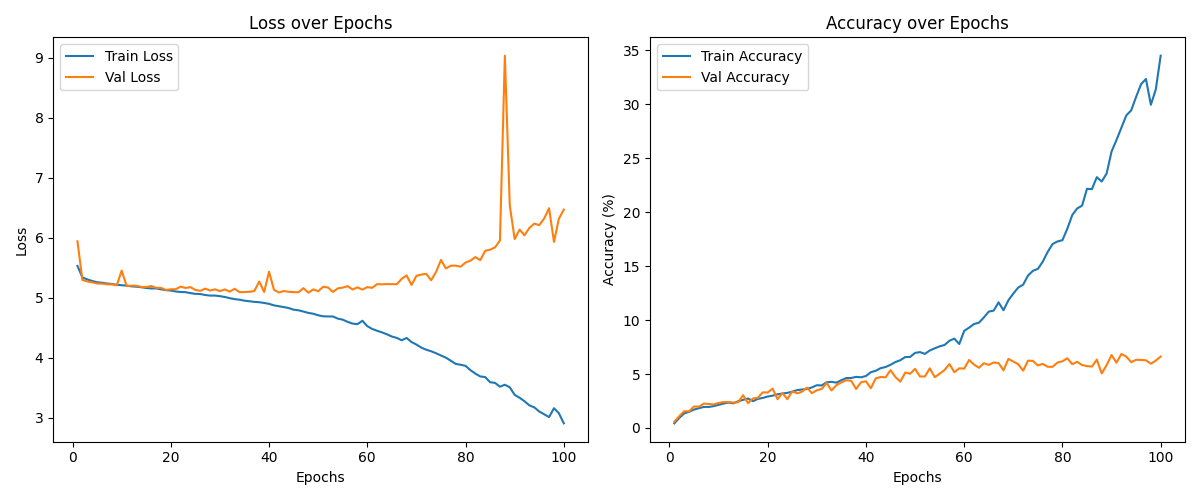 Loss over Epochs
Train Loss
Val Loss
9
8
7
6
5
4
3
Loss
0
20
40
60
80
100
Epochs
Accuracy over Epochs
Train Accuracy
Val Accuracy
35
30
25
20
15
10
5
0
Accuracy (%)
0
20
40
60
80
100
Epochs